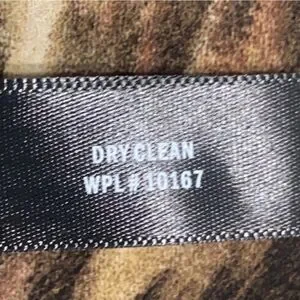 DRY CLEAN
WPL # 10167